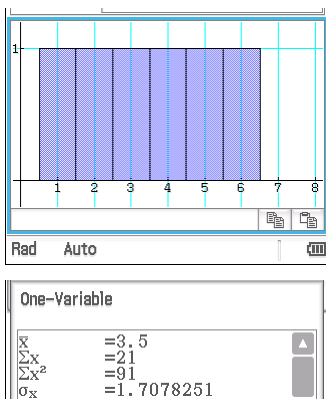 1
1 2 3 4 5 6 7 8
Rad Auto
One-Variable
x̄ =3.5
Σx =21
Σx² =91
σx =1.7078251